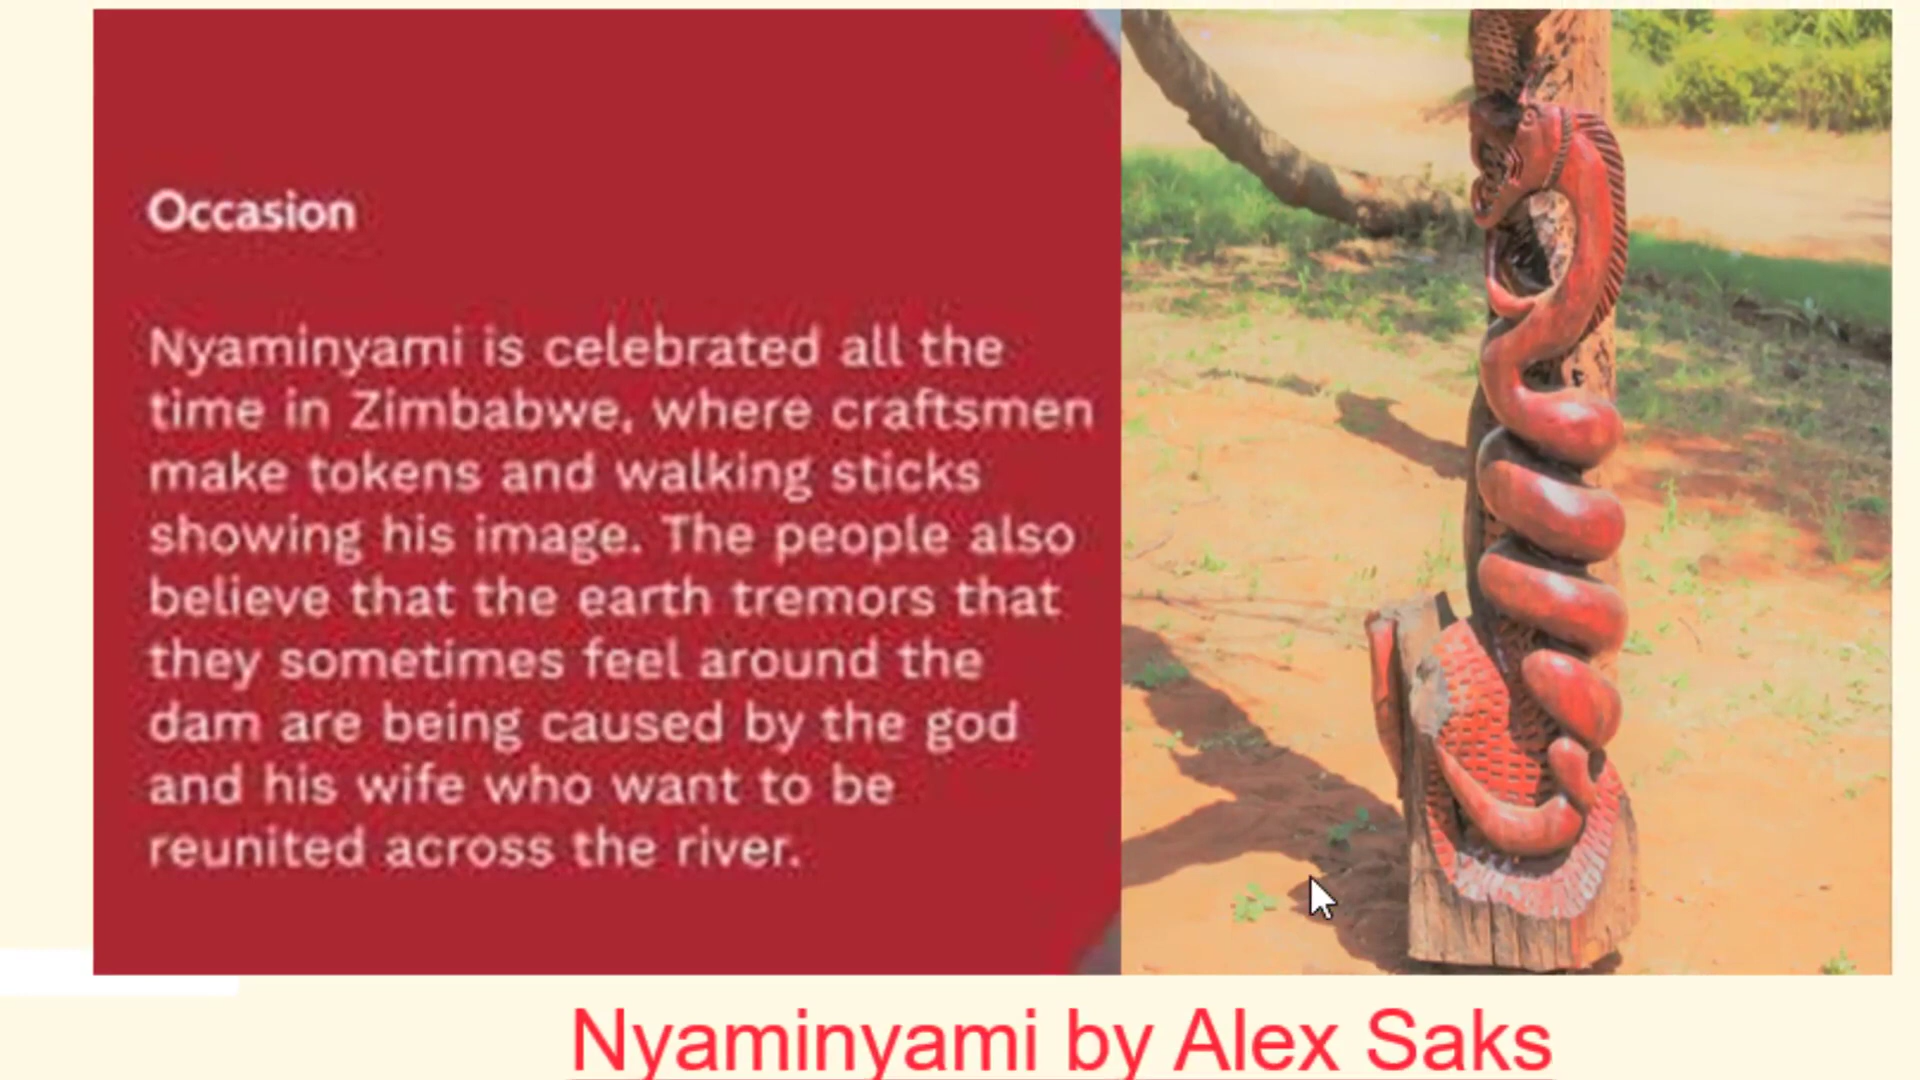 Occasion
Nyaminyami is celebrated all the
time in Zimbabwe, where craftsmen
make tokens and walking sticks
showing his image. The people also
believe that the earth tremors that
they sometimes feel around the
dam are being caused by the god
and his wife who want to be
reunited across the river.
Nyaminyami by Alex Saks